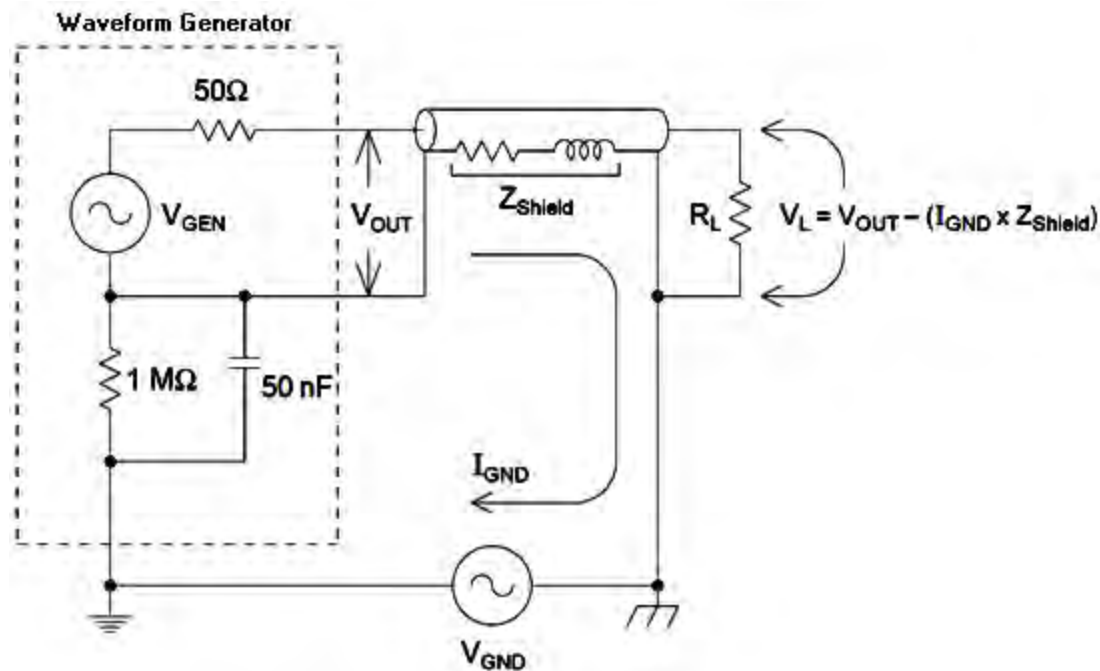 Waveform Generator
50Ω
V_GEN
V_OUT
Z_Shield
R_L
V_L = V_OUT – (I_GND x Z_Shield)
1 MΩ
50 nF
I_GND
V_GND